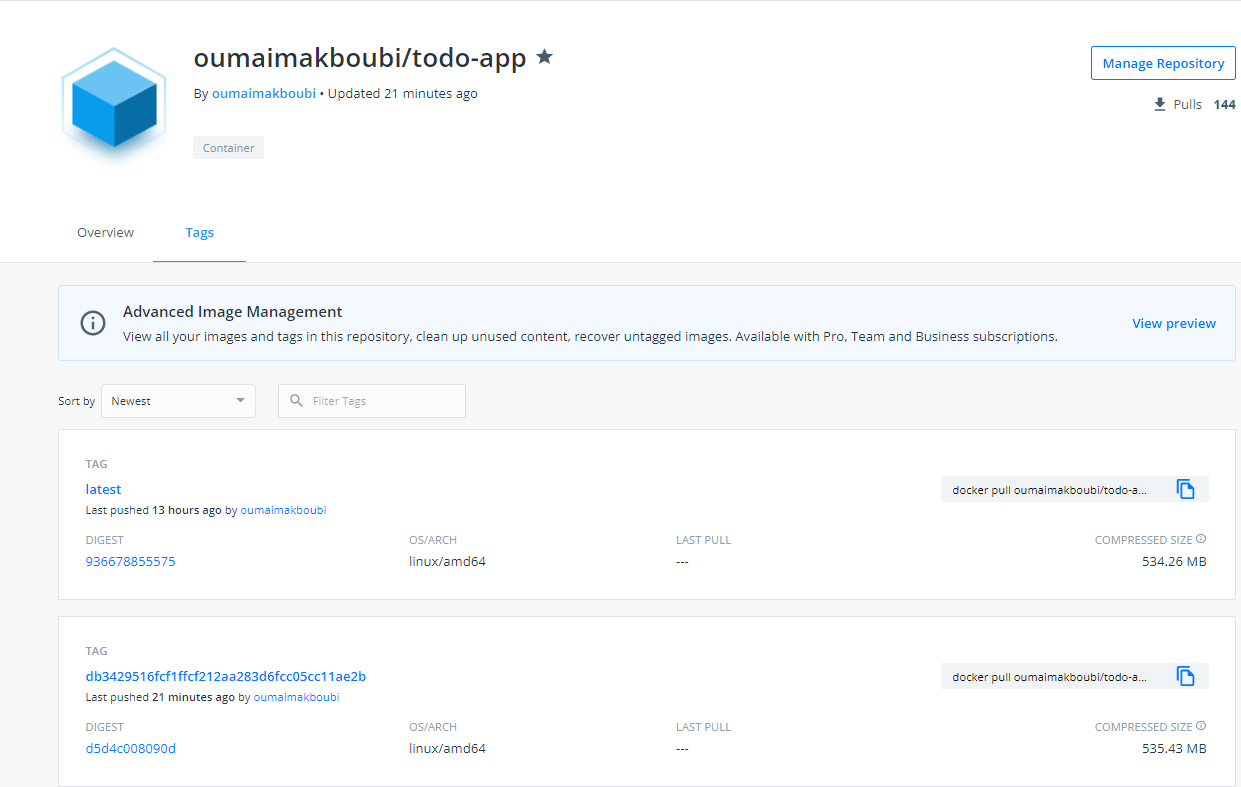 oumaimakboubi/todo-app
Manage Repository
By oumaimakboubi • Updated 21 minutes ago
Pulls 144
Container
Overview
Tags
Advanced Image Management
View all your images and tags in this repository, clean up unused content, recover untagged images. Available with Pro, Team and Business subscriptions.
View preview
Sort by
Newest
Filter Tags
TAG
latest
docker pull oumaimakboubi/todo-a...
Last pushed 13 hours ago by oumaimakboubi
DIGEST
OS/ARCH
LAST PULL
COMPRESSED SIZE
936678855575
linux/amd64
---
534.26 MB
TAG
db3429516fcf1ffcf212aa283d6fcc05cc11ae2b
docker pull oumaimakboubi/todo-a...
Last pushed 21 minutes ago by oumaimakboubi
DIGEST
OS/ARCH
LAST PULL
COMPRESSED SIZE
d5d4c008090d
linux/amd64
---
535.43 MB